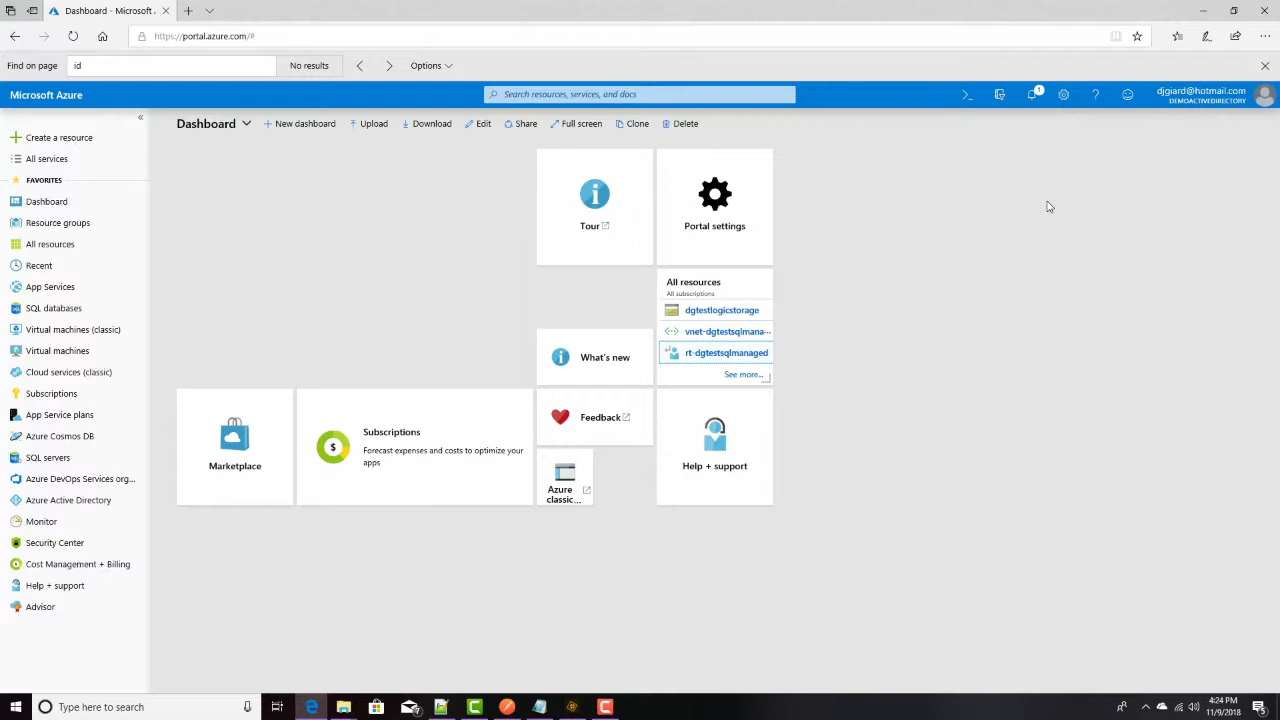 Dashboard - Microsoft
https://portal.azure.com/#
Find on page
id
No results
Options
Microsoft Azure
Search resources, services, and docs
1
djgiard@hotmail.com
DEMOACTIVEDIRECTORY
Create a resource
All services
FAVORITES
Dashboard
Resource groups
All resources
Recent
App Services
SQL databases
Virtual machines (classic)
Virtual machines
Cloud services (classic)
Subscriptions
App Service plans
Azure Cosmos DB
SQL servers
Azure DevOps Services org...
Azure Active Directory
Monitor
Security Center
Cost Management + Billing
Help + support
Advisor
Dashboard
New dashboard
Upload
Download
Edit
Share
Full screen
Clone
Delete
Tour
Portal settings
All resources
All subscriptions
dgtestlogicstorage
vnet-dgtestsqlmana...
rt-dgtestsqlmanaged
See more...
What's new
Marketplace
Subscriptions
Forecast expenses and costs to optimize your
apps
Feedback
Azure
classic...
Help + support
Type here to search
4:24 PM
11/9/2018